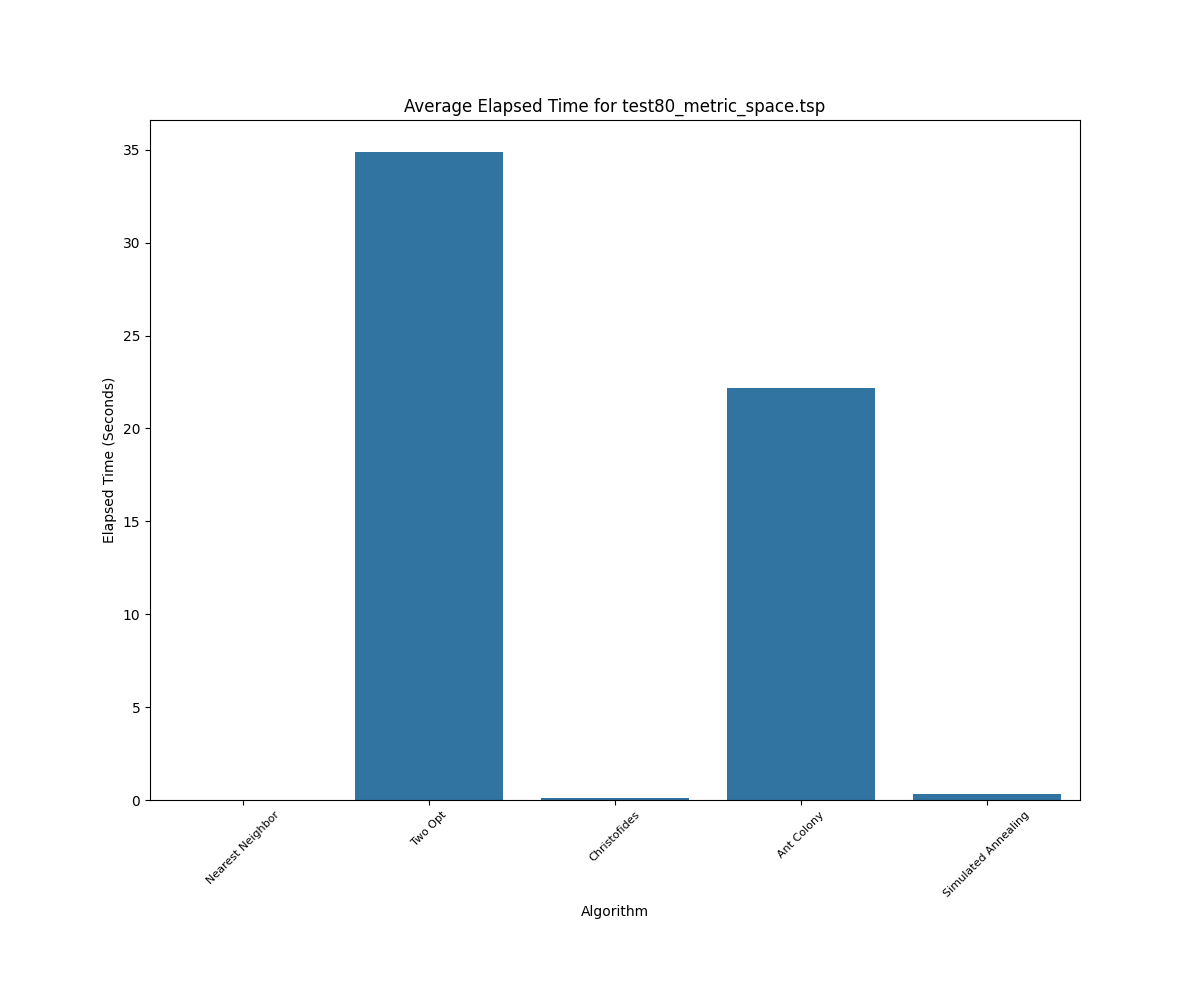 Average Elapsed Time for test80_metric_space.tsp
35
30
25
20
15
10
5
0
Elapsed Time (Seconds)
Nearest Neighbor
Two Opt
Christofides
Ant Colony
Simulated Annealing
Algorithm